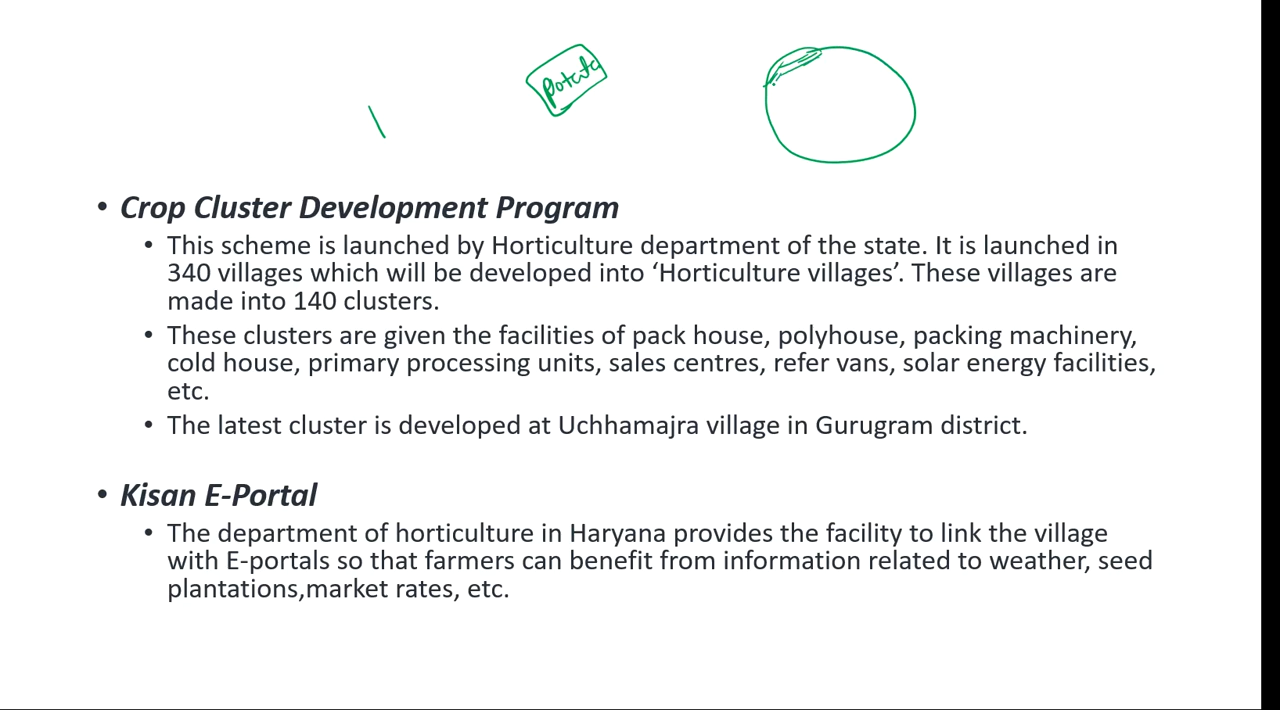 potato
• Crop Cluster Development Program
• This scheme is launched by Horticulture department of the state. It is launched in
340 villages which will be developed into ‘Horticulture villages’. These villages are
made into 140 clusters.
• These clusters are given the facilities of pack house, polyhouse, packing machinery,
cold house, primary processing units, sales centres, refer vans, solar energy facilities,
etc.
• The latest cluster is developed at Uchhamajra village in Gurugram district.
• Kisan E-Portal
• The department of horticulture in Haryana provides the facility to link the village
with E-portals so that farmers can benefit from information related to weather, seed
plantations,market rates, etc.